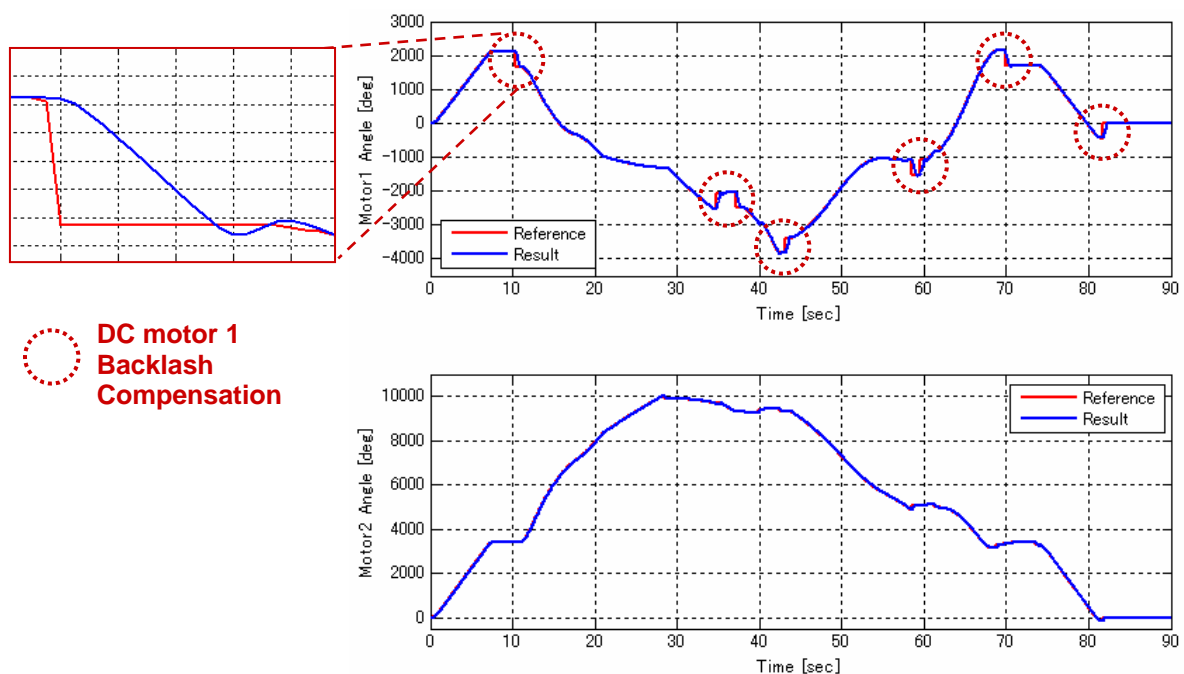 3000
2000
1000
0
-1000
-2000
-3000
-4000
Motor1 Angle [deg]
Reference
Result
0 10 20 30 40 50 60 70 80 90
Time [sec]
DC motor 1
Backlash
Compensation
10000
8000
6000
4000
2000
0
Motor2 Angle [deg]
Reference
Result
0 10 20 30 40 50 60 70 80 90
Time [sec]